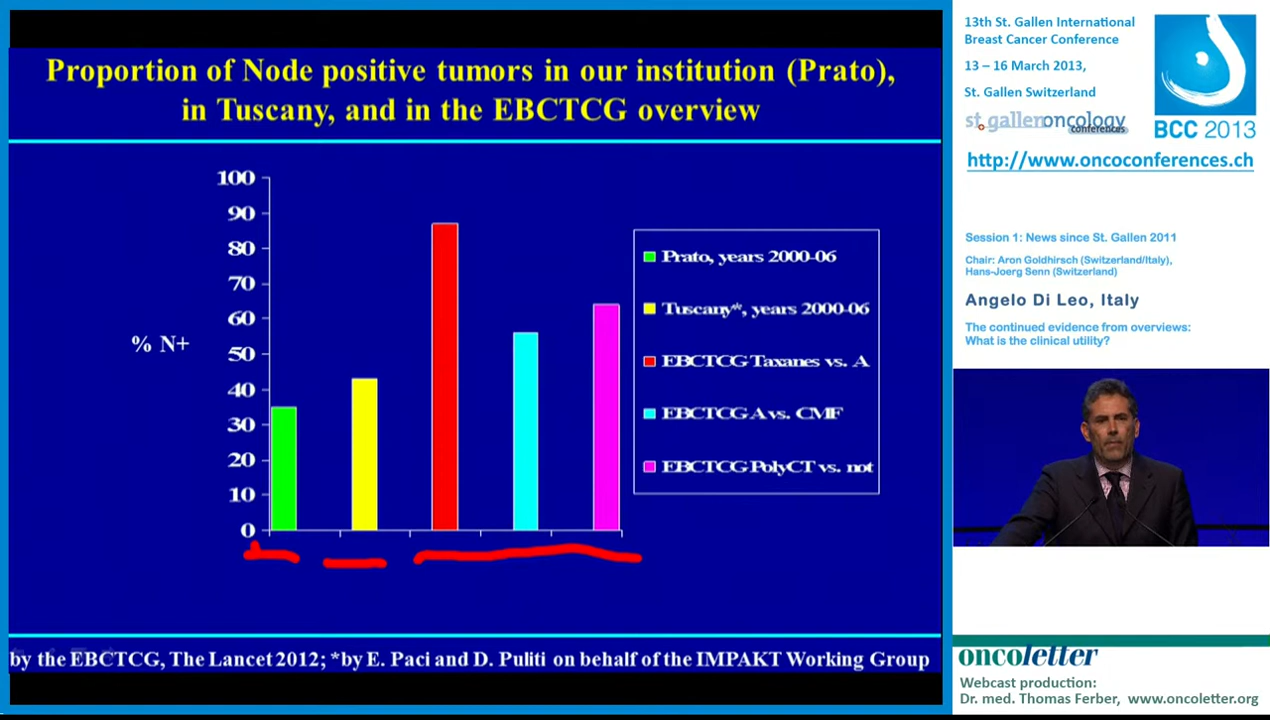 Proportion of Node positive tumors in our institution (Prato),
in Tuscany, and in the EBCTCG overview
100
90
80
70
60
50
40
30
20
10
0
% N+
Prato, years 2000-06
Tuscany*, years 2000-06
EBCTCG Taxanes vs. A
EBCTCG A vs. CMF
EBCTCG PolyCT vs. not
by the EBCTCG, The Lancet 2012; *by E. Paci and D. Puliti on behalf of the IMPAKT Working Group
13th St. Gallen International
Breast Cancer Conference
13 – 16 March 2013,
St. Gallen Switzerland
st.gallenoncology
conferences
BCC 2013
http://www.oncoconferences.ch
Session 1: News since St. Gallen 2011
Chair: Aron Goldhirsch (Switzerland/Italy),
Hans-Joerg Senn (Switzerland)
Angelo Di Leo, Italy
The continued evidence from overviews:
What is the clinical utility?
oncoletter
Webcast production:
Dr. med. Thomas Ferber, www.oncoletter.org